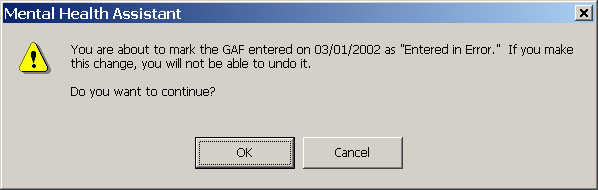 Mental Health Assistant
You are about to mark the GAF entered on 03/01/2002 as "Entered in Error."  If you make
this change, you will not be able to undo it.
Do you want to continue?
OK
Cancel